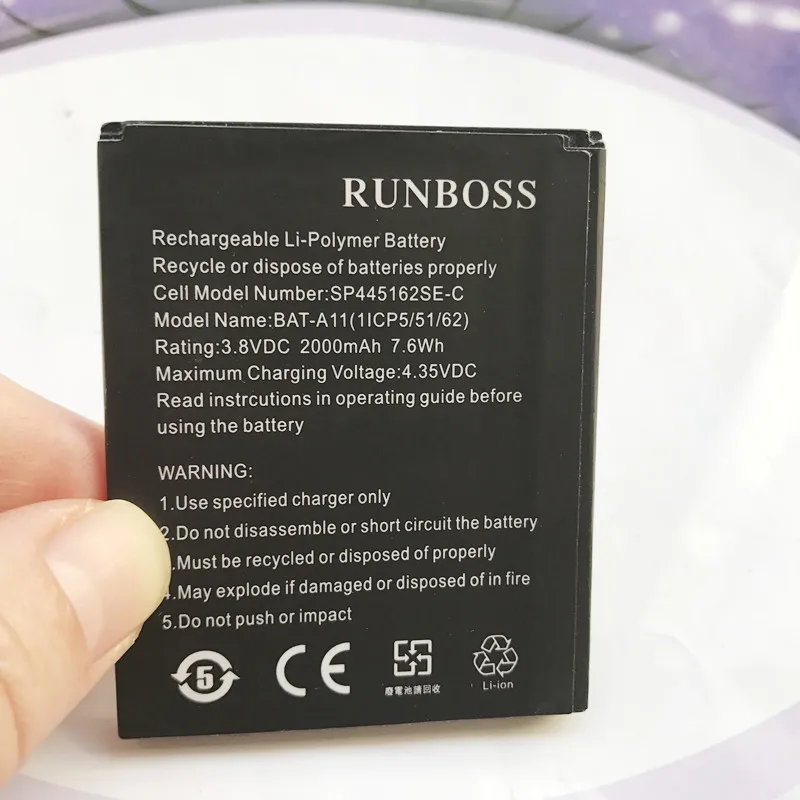 RUNBOSS
Rechargeable Li-Polymer Battery
Recycle or dispose of batteries properly
Cell Model Number:SP445162SE-C
Model Name:BAT-A11(1ICP5/51/62)
Rating:3.8VDC 2000mAh 7.6Wh
Maximum Charging Voltage:4.35VDC
Read instrcutions in operating guide before
using the battery
WARNING:
1.Use specified charger only
2.Do not disassemble or short circuit the battery
.Must be recycled or disposed of properly
4.May explode if damaged or disposed of in fire
5.Do not push or impact
5 CE 廢電池請回收 Li-ion